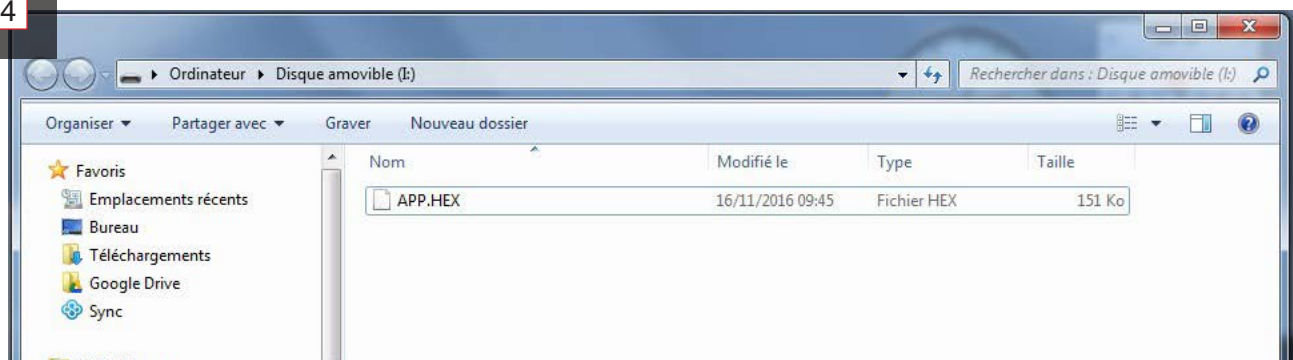 4
Ordinateur Disque amovible (I:)
Rechercher dans : Disque amovible (I:)
Organiser Partager avec Graver Nouveau dossier
Nom Modifié le Type Taille
Favoris
APP.HEX 16/11/2016 09:45 Fichier HEX 151 Ko
Emplacements récents
Bureau
Téléchargements
Google Drive
Sync